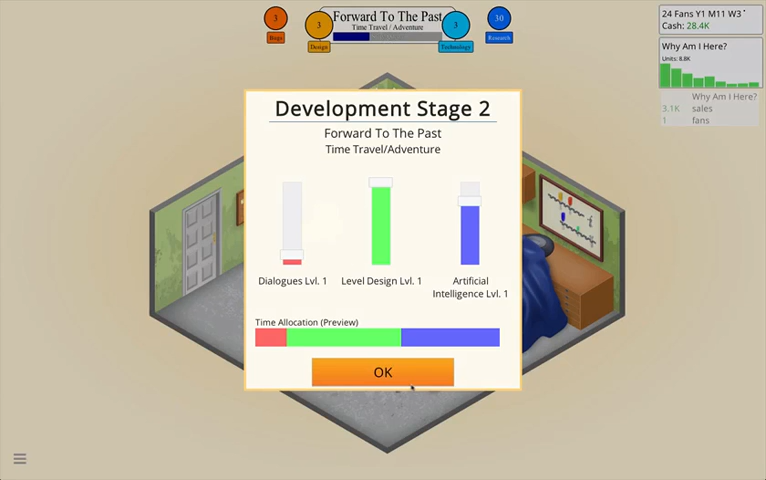 3
Bugs
3
Design
Forward To The Past
Time Travel / Adventure
3
Technology
30
Research
24 Fans Y1 M11 W3
Cash: 28.4K
Why Am I Here?
Units: 8.8K
Why Am I Here?
3.1K sales
1 fans
Development Stage 2
Forward To The Past
Time Travel/Adventure
Dialogues Lvl. 1
Level Design Lvl. 1
Artificial
Intelligence Lvl. 1
Time Allocation (Preview)
OK